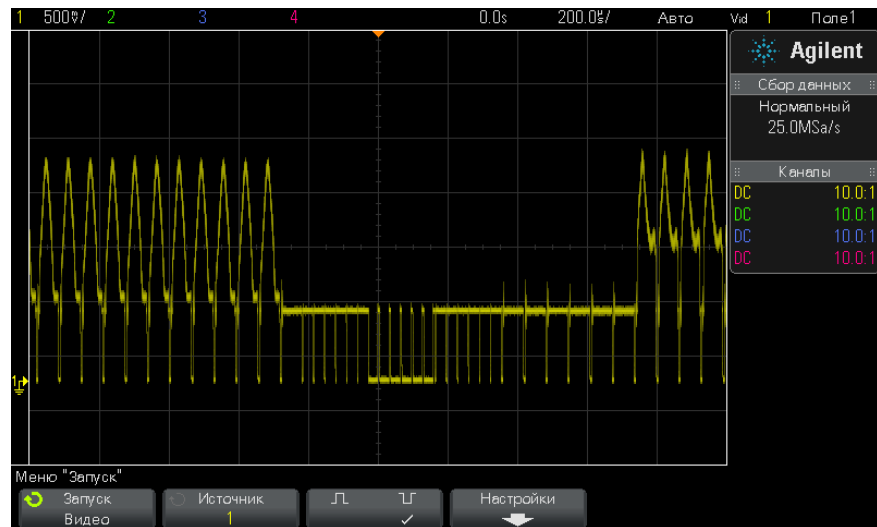 1 500♉/ 2 3 4 0.0s 200.0㎲/ Авто Vid 1 Поле1
Agilent
Сбор данных
Нормальный
25.0MSa/s
Каналы
DC 10.0:1
DC 10.0:1
DC 10.0:1
DC 10.0:1
1
Меню "Запуск"
Запуск Источник Настройки
Видео 1